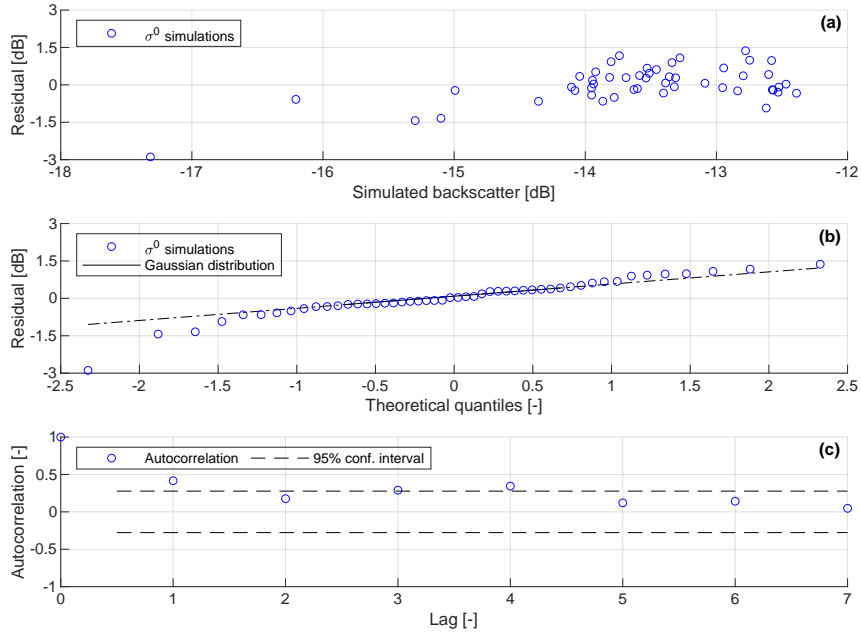 (a)
σ⁰ simulations
Residual [dB]
3
1.5
0
-1.5
-3
-18 -17 -16 -15 -14 -13 -12
Simulated backscatter [dB]
(b)
σ⁰ simulations
Gaussian distribution
Residual [dB]
3
1.5
0
-1.5
-3
-2.5 -2 -1.5 -1 -0.5 0 0.5 1 1.5 2 2.5
Theoretical quantiles [-]
(c)
Autocorrelation 95% conf. interval
Autocorrelation [-]
1
0.5
0
-0.5
-1
0 1 2 3 4 5 6 7
Lag [-]